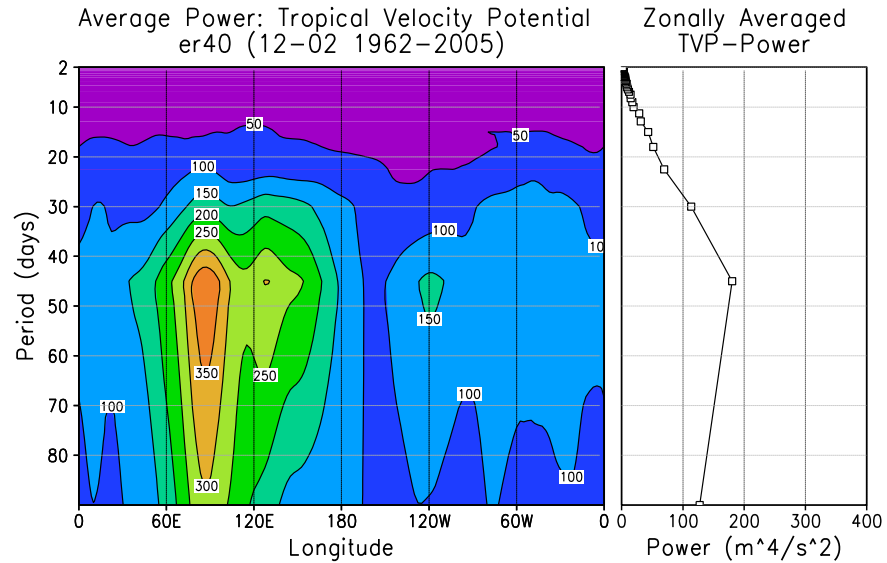 Average Power: Tropical Velocity Potential
er40 (12-02 1962-2005)
Zonally Averaged
TVP-Power
2
10
20
30
40
50
60
70
80
Period (days)
50
50
100
150
200
250
100
10
150
350
250
100
100
300
100
0
60E
120E
180
120W
60W
0
Longitude
0
100
200
300
400
Power (m^4/s^2)